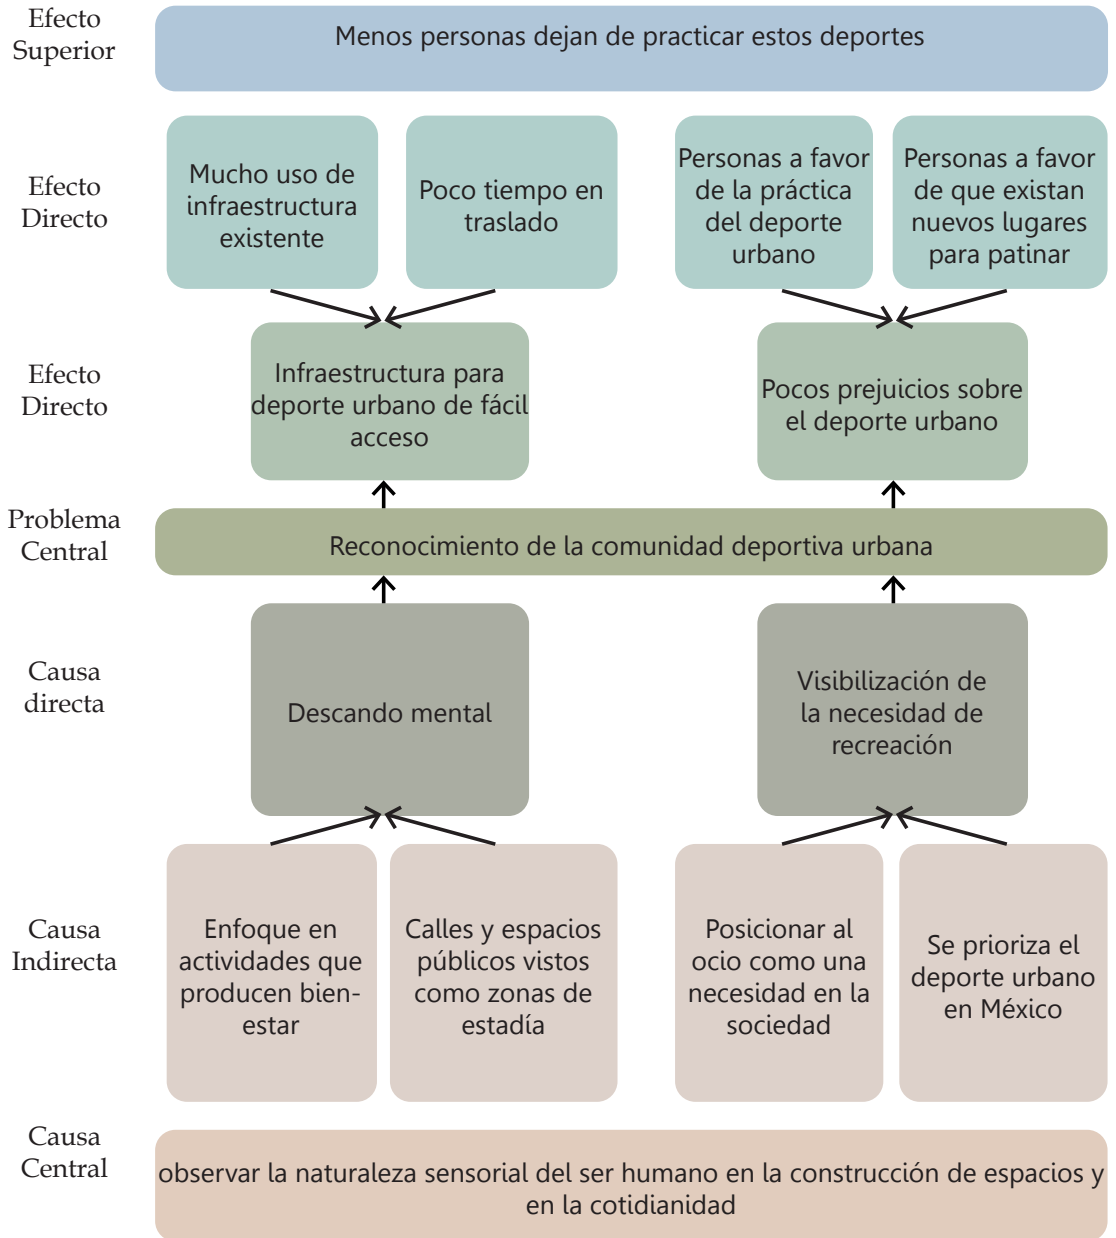 Efecto
Superior
Menos personas dejan de practicar estos deportes
Efecto
Directo
Mucho uso de
infraestructura
existente
Poco tiempo en
traslado
Personas a favor
de la práctica
del deporte
urbano
Personas a favor
de que existan
nuevos lugares
para patinar
Efecto
Directo
Infraestructura para
deporte urbano de fácil
acceso
Pocos prejuicios sobre
el deporte urbano
Problema
Central
Reconocimiento de la comunidad deportiva urbana
Causa
directa
Descando mental
Visibilización de
la necesidad de
recreación
Causa
Indirecta
Enfoque en
actividades que
producen bien-
estar
Calles y espacios
públicos vistos
como zonas de
estadía
Posicionar al
ocio como una
necesidad en la
sociedad
Se prioriza el
deporte urbano
en México
Causa
Central
observar la naturaleza sensorial del ser humano en la construcción de espacios y
en la cotidianidad